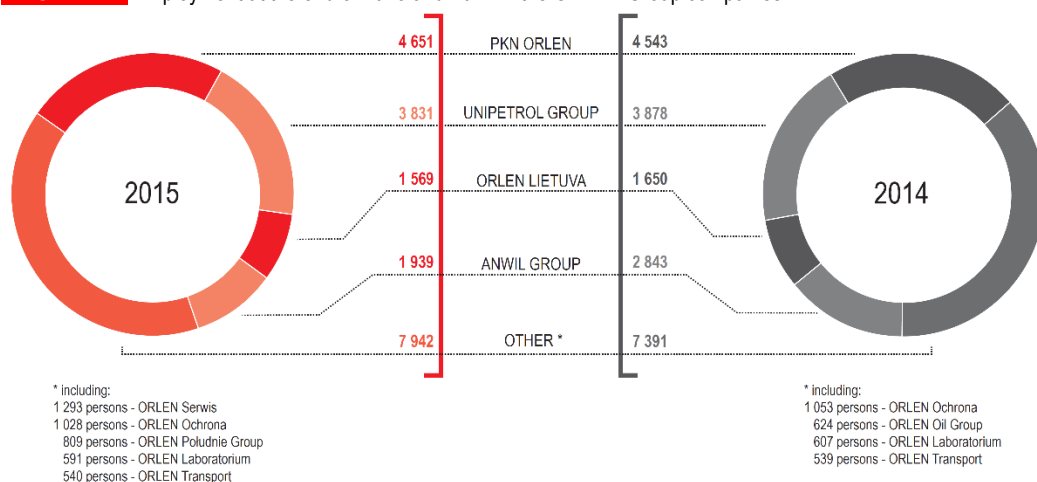 Group companies
4 651 PKN ORLEN 4 543
3 831 UNIPETROL GROUP 3 878
1 569 ORLEN LIETUVA 1 650
2015
2014
1 939 ANWIL GROUP 2 843
7 942 OTHER * 7 391
* including:
1 293 persons - ORLEN Serwis
1 028 persons - ORLEN Ochrona
809 persons - ORLEN Południe Group
591 persons - ORLEN Laboratorium
540 persons - ORLEN Transport
* including:
1 053 persons - ORLEN Ochrona
624 persons - ORLEN Oil Group
607 persons - ORLEN Laboratorium
539 persons - ORLEN Transport